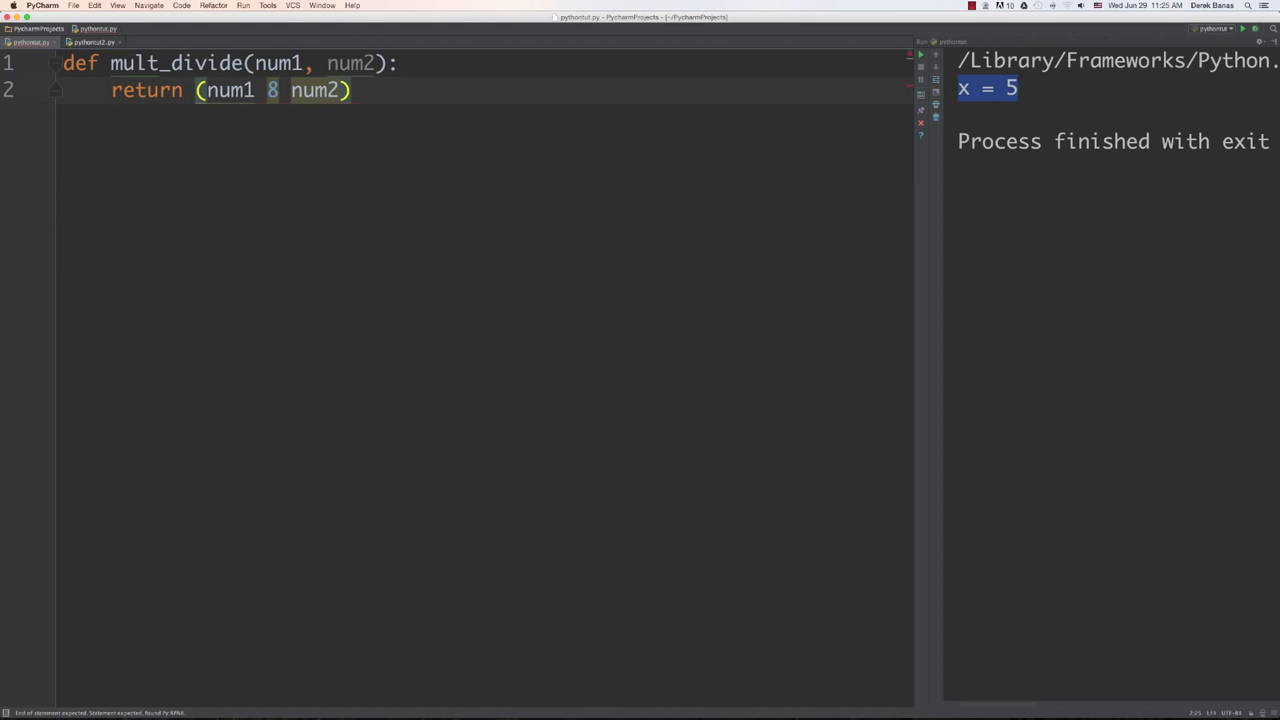 PyCharm File Edit View Navigate Code Refactor Run Tools VCS Window Help
10 Wed Jun 29 11:25 AM Derek Banas
pythontut.py - PycharmProjects - [~/PycharmProjects]
PycharmProjects pythontut.py
pythontut
pythontut.py × pythontut2.py ×
Run pythontut
1 def mult_divide(num1, num2):
2 return (num1 8 num2)
/Library/Frameworks/Python.
x = 5
Process finished with exit
End of statement expected. Statement expected, found Py:RPAR.
2:25 LF÷ UTF-8÷